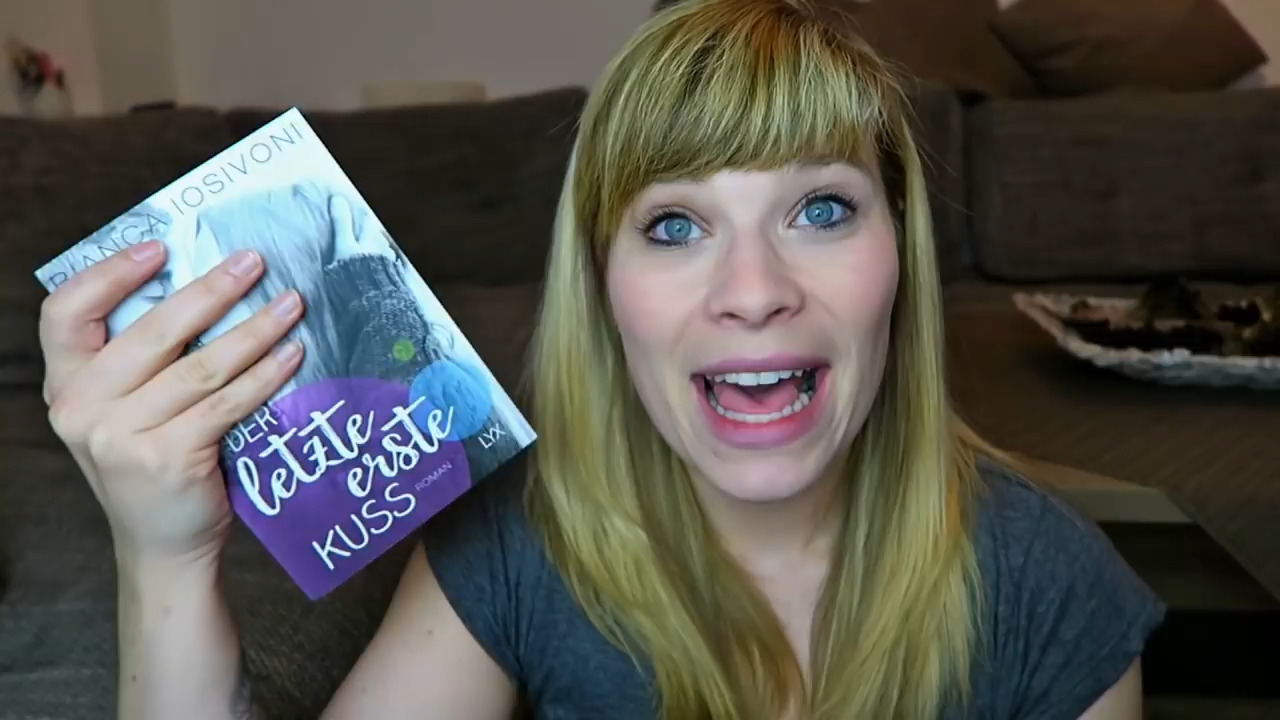 BIANCA IOSIVONI
DER
letzte
erste
KUSS
ROMAN
LYX